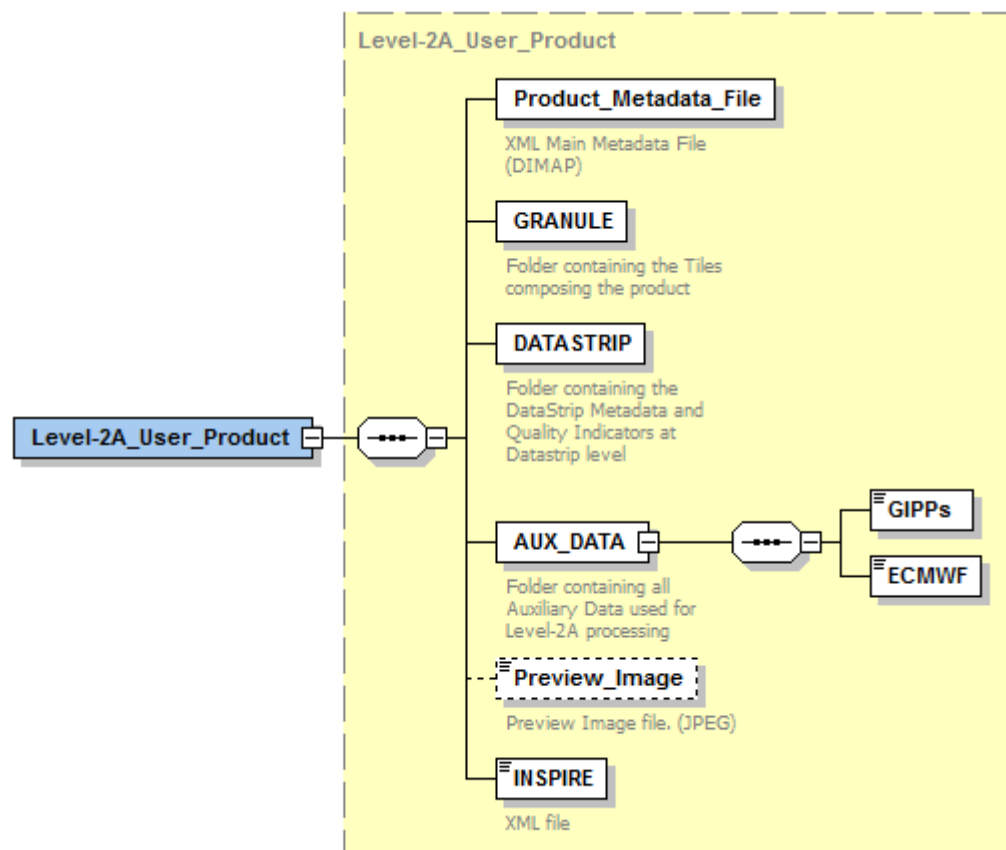 Level-2A_User_Product
Product_Metadata_File
XML Main Metadata File
(DIMAP)
GRANULE
Folder containing the Tiles
composing the product
DATASTRIP
Folder containing the
DataStrip Metadata and
Quality Indicators at
Datastrip level
Level-2A_User_Product
AUX_DATA
Folder containing all
Auxiliary Data used for
Level-2A processing
GIPPs
ECMWF
Preview_Image
Preview Image file. (JPEG)
INSPIRE
XML file